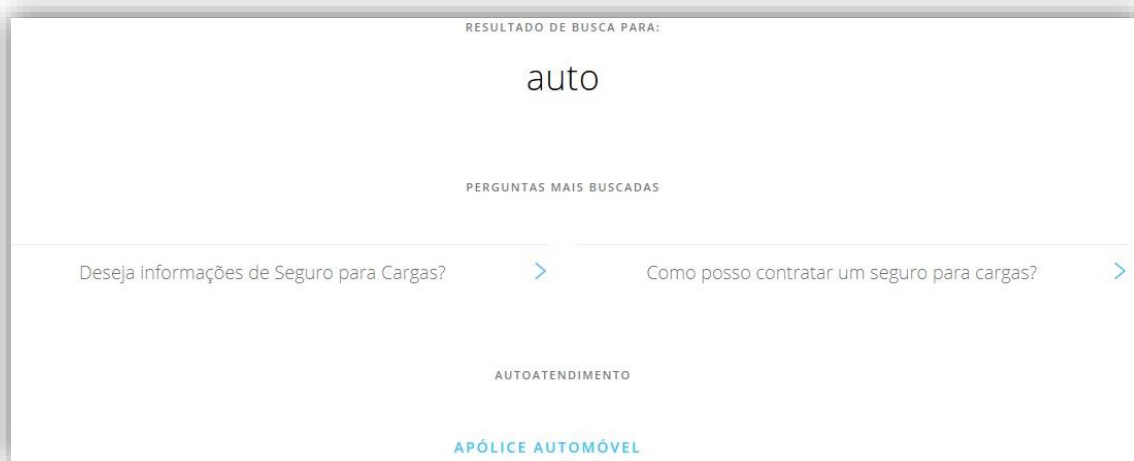 RESULTADO DE BUSCA PARA:
auto
PERGUNTAS MAIS BUSCADAS
Deseja informações de Seguro para Cargas?
Como posso contratar um seguro para cargas?
AUTOATENDIMENTO
APÓLICE AUTOMÓVEL